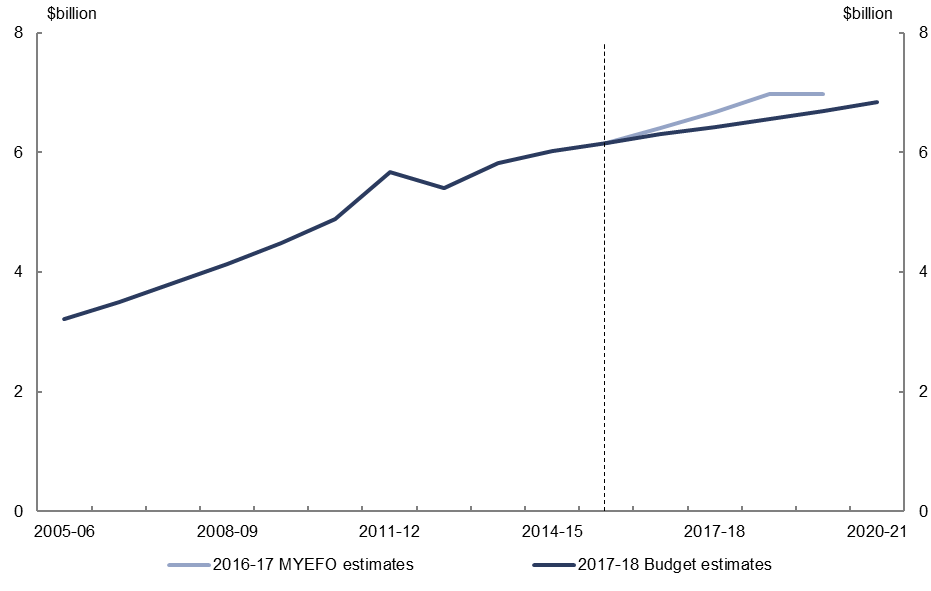 $billion $billion
8 8
6 6
4 4
2 2
0 0
2005-06 2008-09 2011-12 2014-15 2017-18 2020-21
2016-17 MYEFO estimates 2017-18 Budget estimates